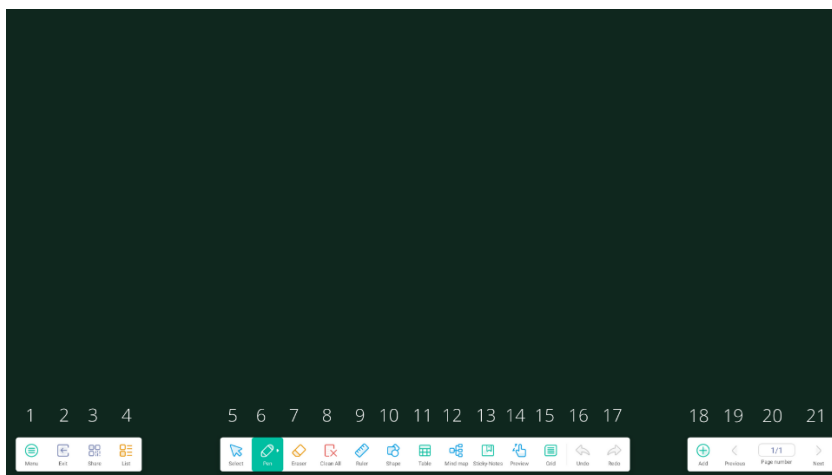 1 2 3 4 5 6 7 8 9 10 11 12 13 14 15 16 17 18 19 20 21
1/1
Menu Exit Share List Select Pen Eraser Clean All Ruler Shape Table Mind map Sticky Notes Preview Grid Undo Redo Add Previous Page number Next